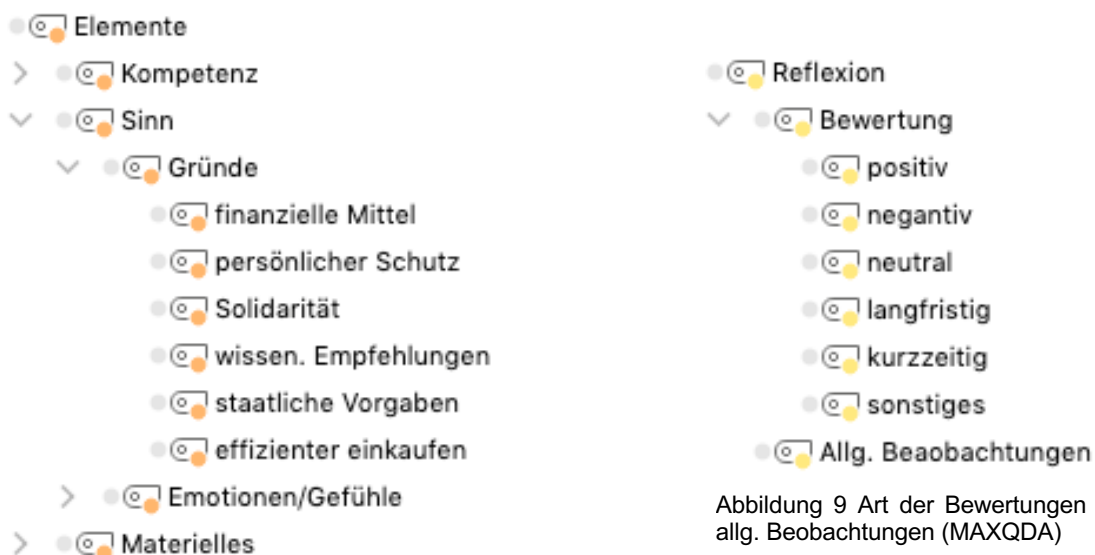 Elemente
Kompetenz
Sinn
Gründe
finanzielle Mittel
persönlicher Schutz
Solidarität
wissen. Empfehlungen
staatliche Vorgaben
effizienter einkaufen
Emotionen/Gefühle
Materielles
Reflexion
Bewertung
positiv
negantiv
neutral
langfristig
kurzzeitig
sonstiges
Allg. Beaobachtungen
Abbildung 9 Art der Bewertungen
allg. Beobachtungen (MAXQDA)